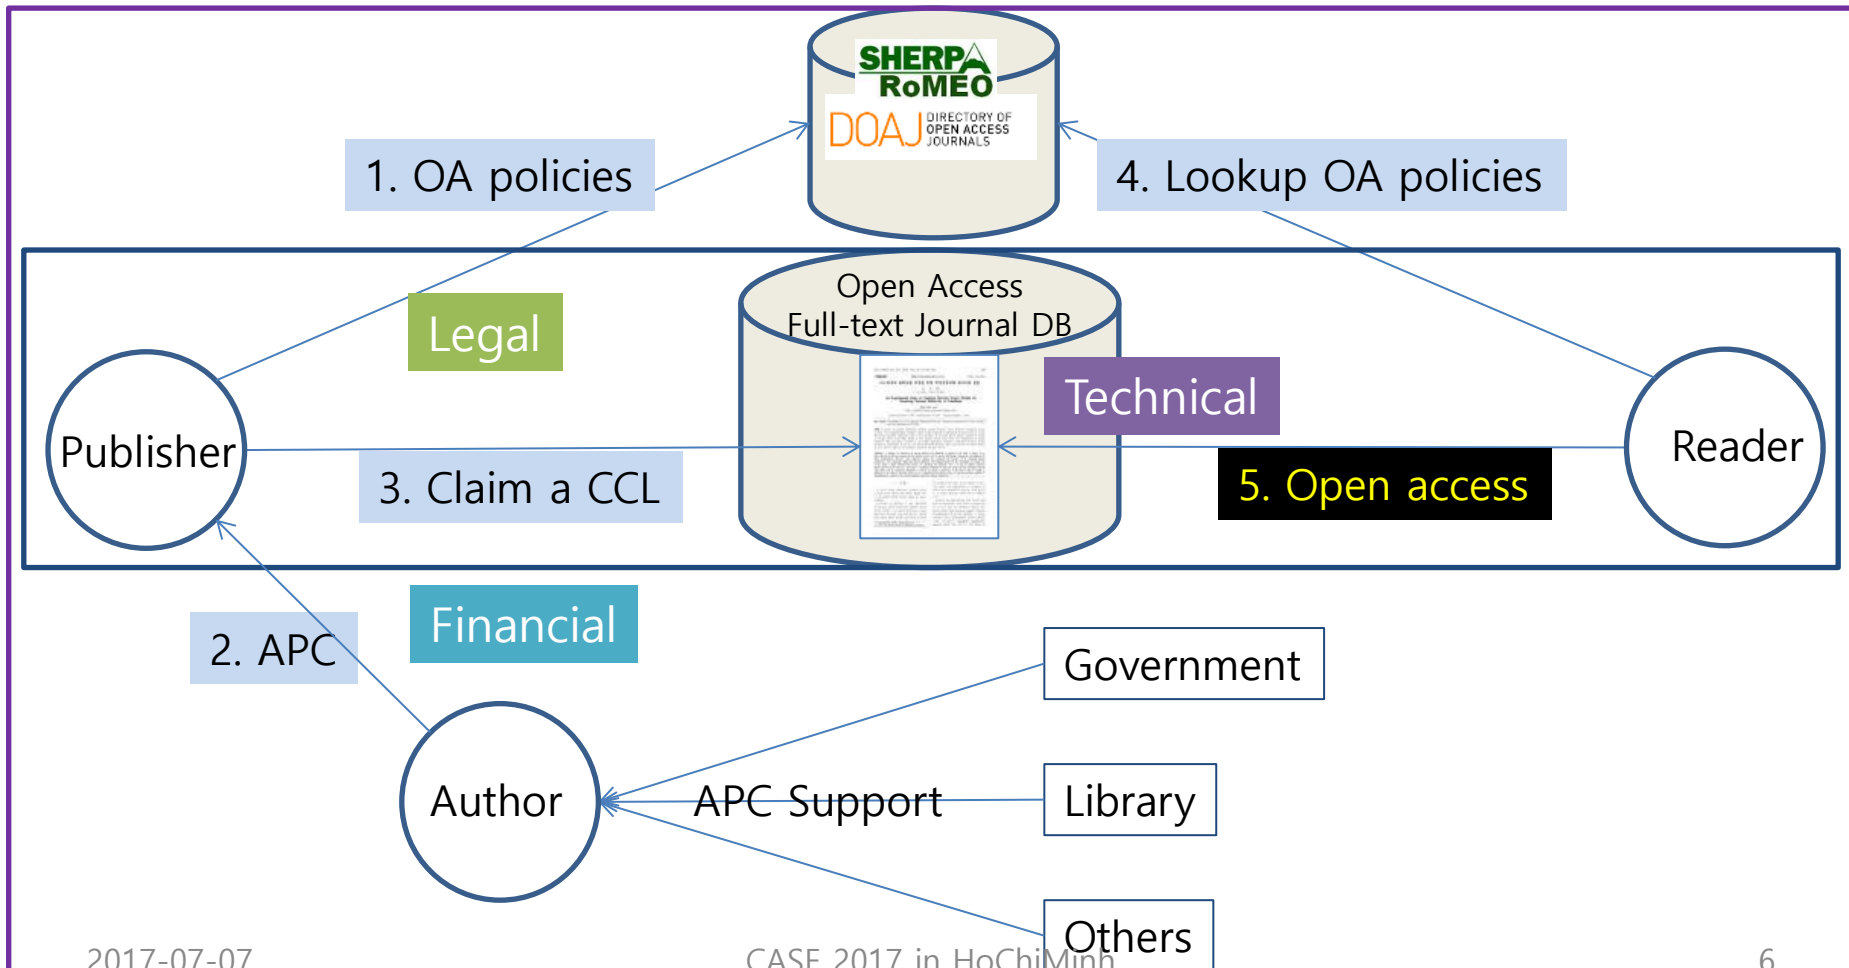 SHERPA
RoMEO
DOAJ DIRECTORY OF
OPEN ACCESS
JOURNALS
1. OA policies
4. Lookup OA policies
Open Access
Full-text Journal DB
Legal
Technical
Publisher
Reader
3. Claim a CCL
5. Open access
Financial
2. APC
Government
Author
APC Support
Library
Others
2017-07-07
CASE 2017 in HoChiMinh
6